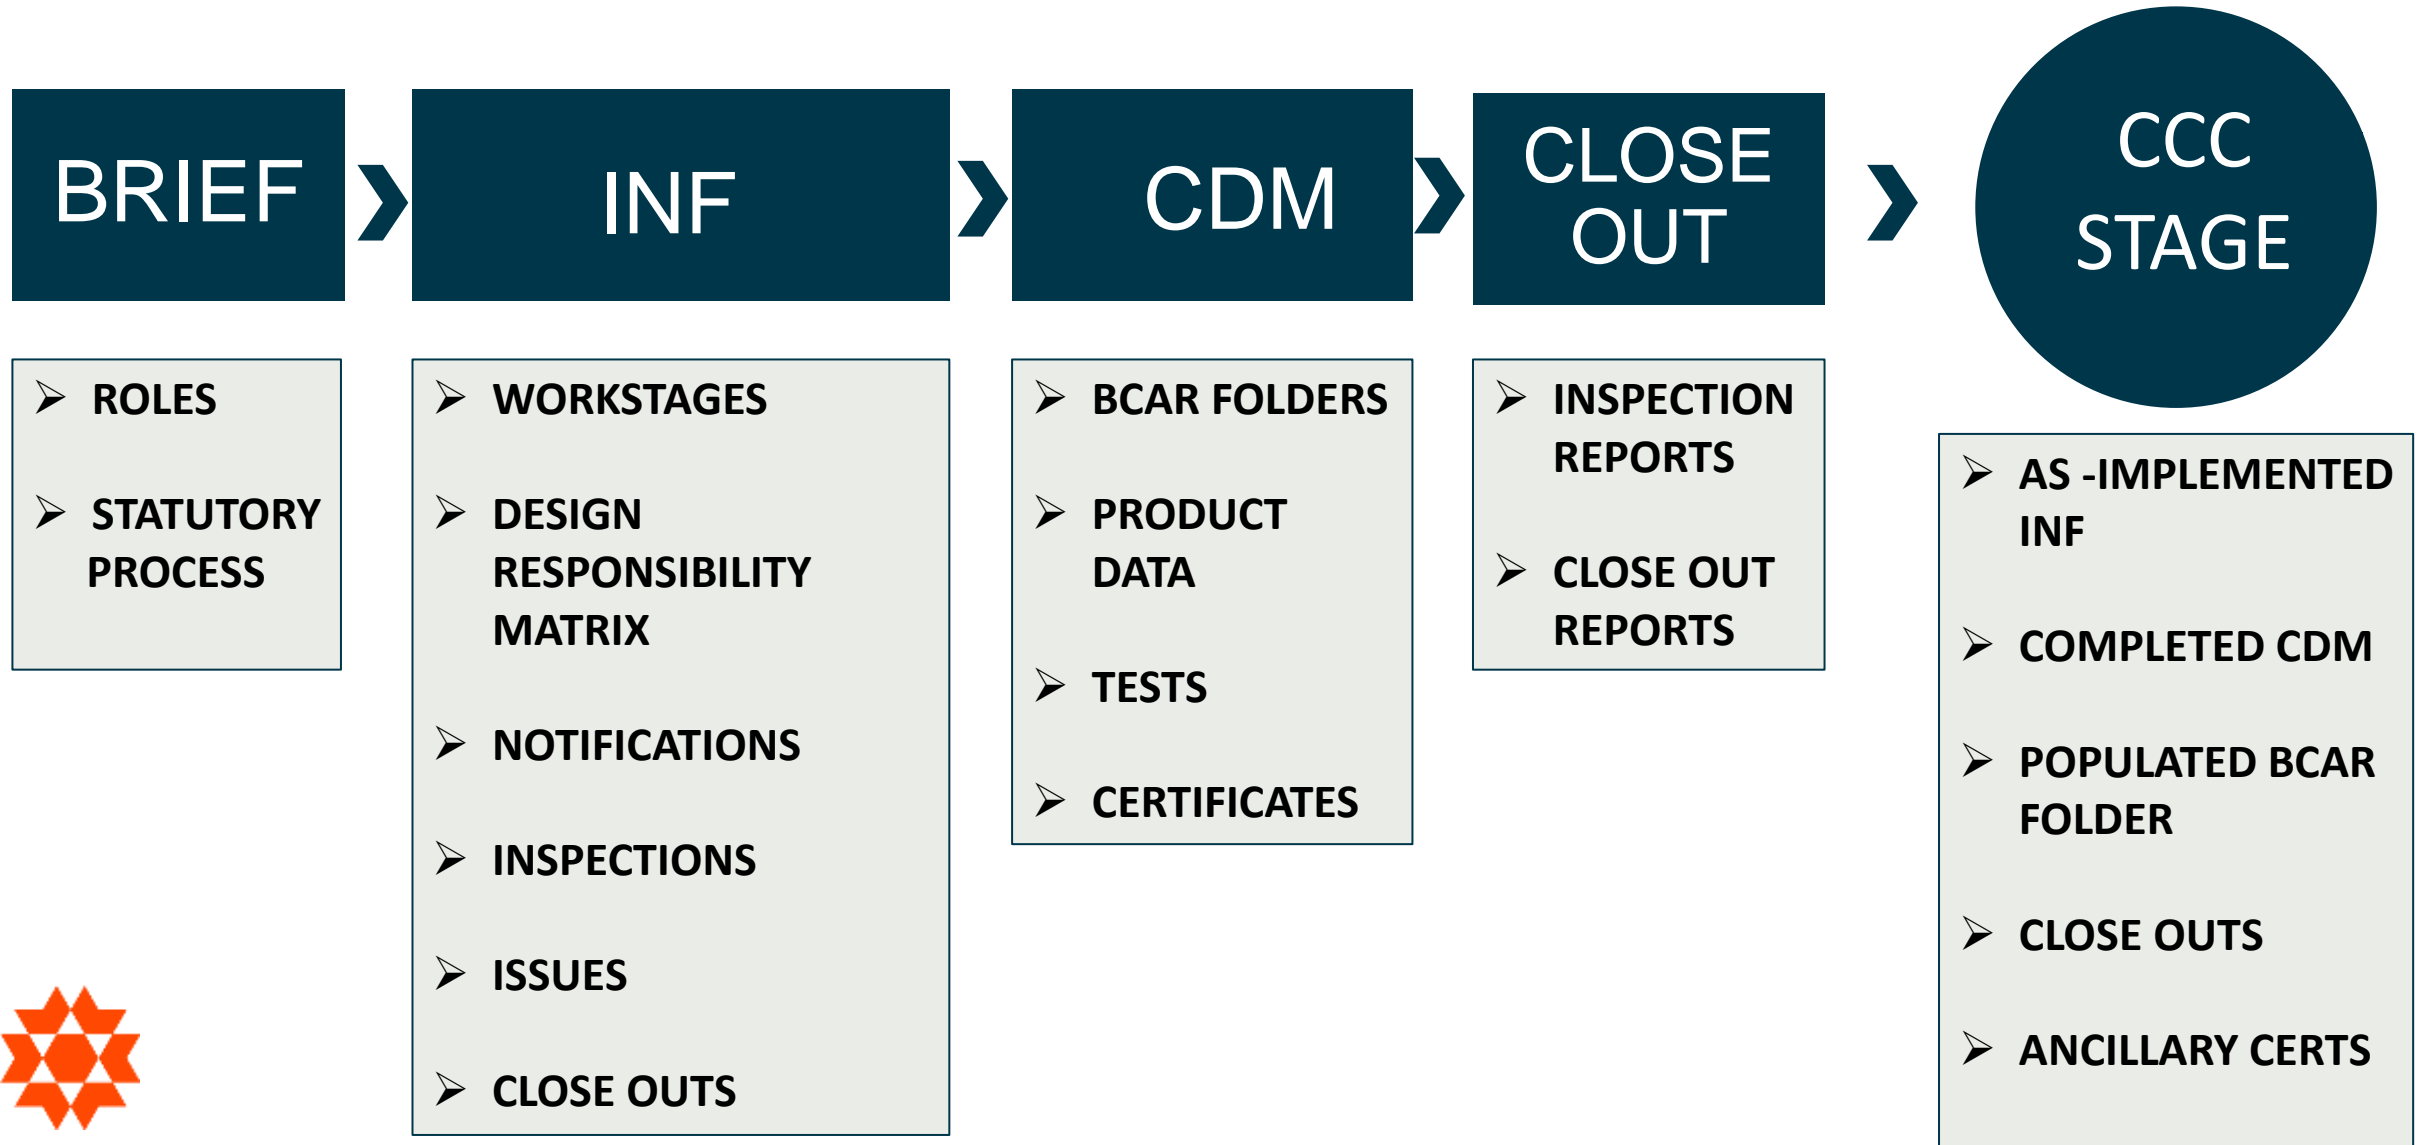 BRIEF
INF
CDM
CLOSE
OUT
CCC
STAGE
ROLES
STATUTORY
PROCESS
WORKSTAGES
DESIGN
RESPONSIBILITY
MATRIX
NOTIFICATIONS
INSPECTIONS
ISSUES
CLOSE OUTS
BCAR FOLDERS
PRODUCT
DATA
TESTS
CERTIFICATES
INSPECTION
REPORTS
CLOSE OUT
REPORTS
AS -IMPLEMENTED
INF
COMPLETED CDM
POPULATED BCAR
FOLDER
CLOSE OUTS
ANCILLARY CERTS